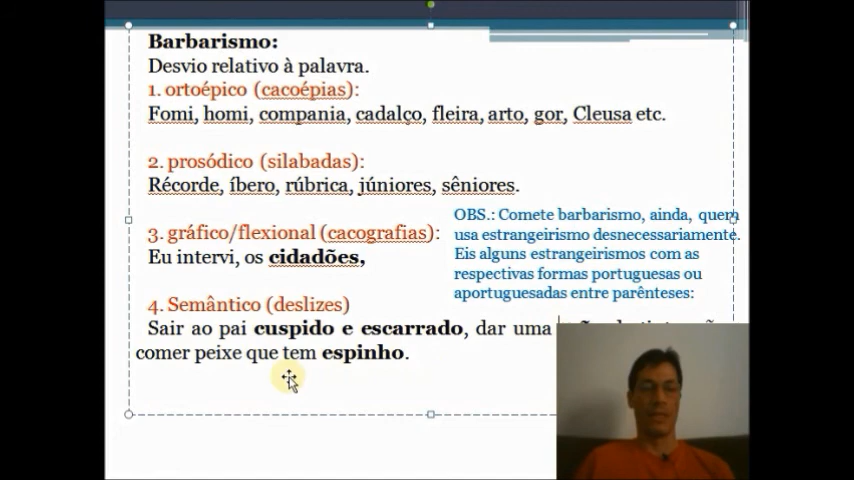 Barbarismo:
Desvio relativo à palavra.
1. ortoépico (cacoépias):
Fomi, homi, compania, cadalço, fleira, arto, gor, Cleusa etc.
2. prosódico (silabadas):
Récorde, íbero, rúbrica, júniores, sêniores.
3. gráfico/flexional (cacografias):
Eu intervi, os cidadões,
OBS.: Comete barbarismo, ainda, quem
usa estrangeirismo desnecessariamente.
Eis alguns estrangeirismos com as
respectivas formas portuguesas ou
aportuguesadas entre parênteses:
4. Semântico (deslizes)
Sair ao pai cuspido e escarrado, dar uma
comer peixe que tem espinho.